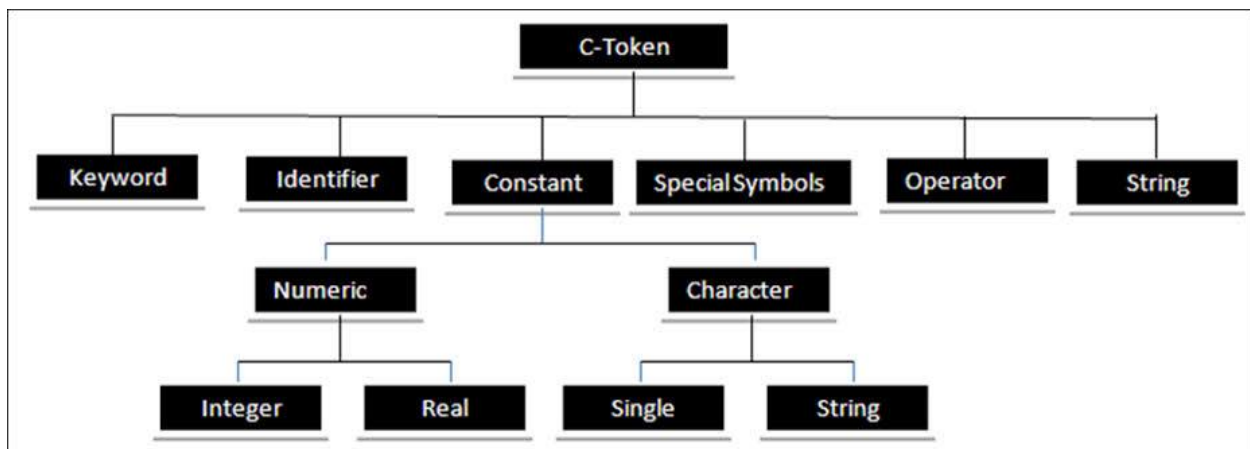 C-Token
Keyword
Identifier
Constant
Special Symbols
Operator
String
Numeric
Character
Integer
Real
Single
String